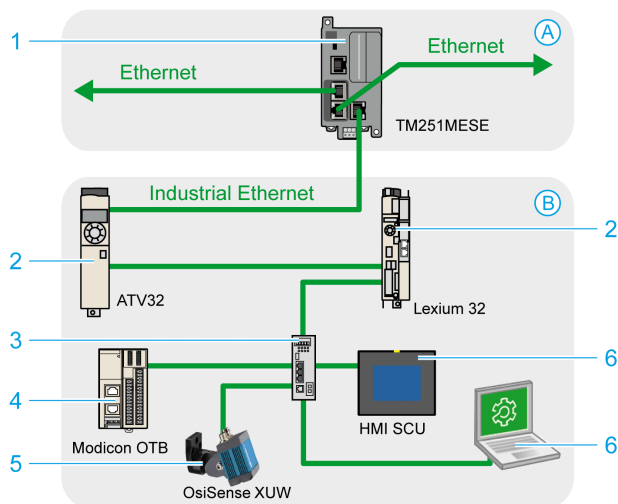 1
Ethernet
Ethernet
A
TM251MESE
Industrial Ethernet
B
2
2
ATV32
Lexium 32
3
6
4
HMI SCU
Modicon OTB
6
5
OsiSense XUW